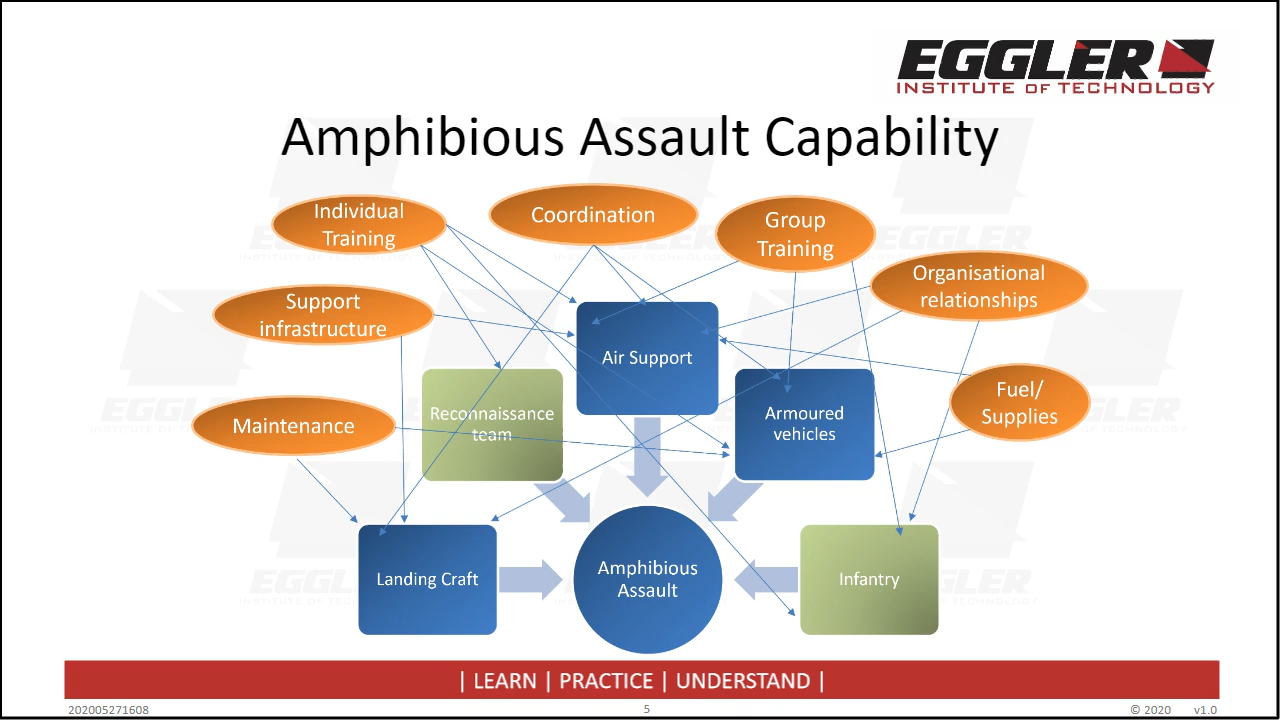 EGGLER
INSTITUTE OF TECHNOLOGY
Amphibious Assault Capability
Individual
Training
Coordination
Group
Training
Organisational
relationships
Support
infrastructure
Air Support
Fuel/
Supplies
Reconnaissance
team
Armoured
vehicles
Maintenance
Landing Craft
Amphibious
Assault
Infantry
| LEARN | PRACTICE | UNDERSTAND |
202005271608
5
© 2020 v1.0